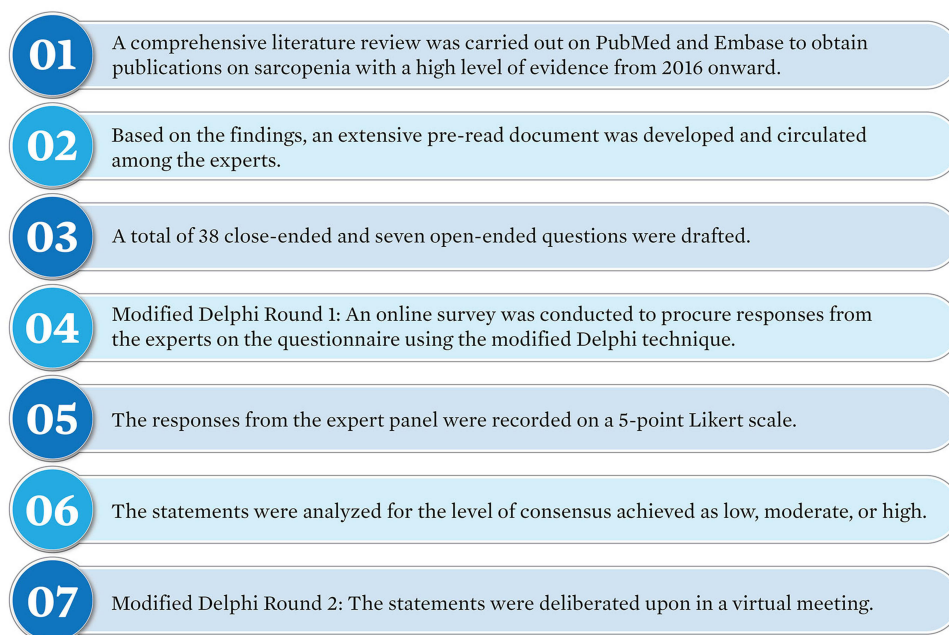 01
A comprehensive literature review was carried out on PubMed and Embase to obtain
publications on sarcopenia with a high level of evidence from 2016 onward.
02
Based on the findings, an extensive pre-read document was developed and circulated
among the experts.
03
A total of 38 close-ended and seven open-ended questions were drafted.
04
Modified Delphi Round 1: An online survey was conducted to procure responses from
the experts on the questionnaire using the modified Delphi technique.
05
The responses from the expert panel were recorded on a 5-point Likert scale.
06
The statements were analyzed for the level of consensus achieved as low, moderate, or high.
07
Modified Delphi Round 2: The statements were deliberated upon in a virtual meeting.